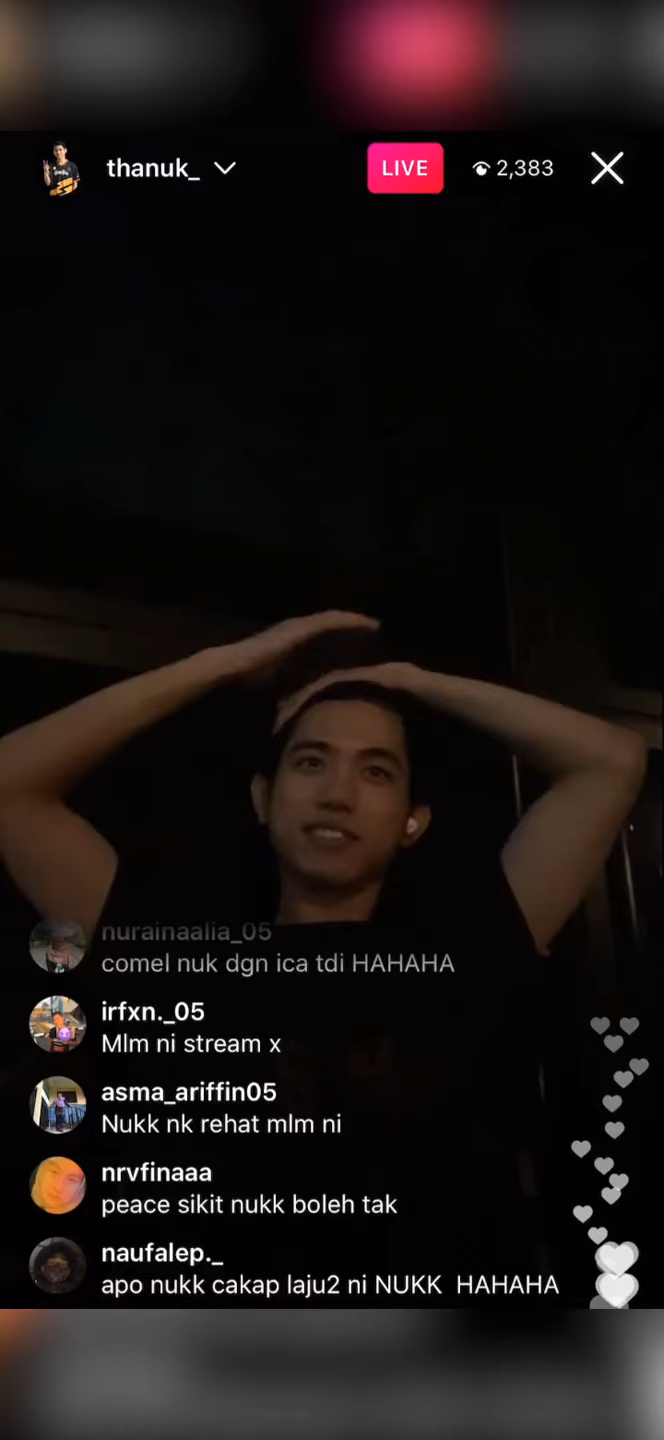 thanuk_
LIVE
2,383
nurainaalia_05
comel nuk dgn ica tdi HAHAHA
irfxn._05
Mlm ni stream x
asma_ariffin05
Nukk nk rehat mlm ni
nrvfinaaa
peace sikit nukk boleh tak
naufalep._
apo nukk cakap laju2 ni NUKK HAHAHA